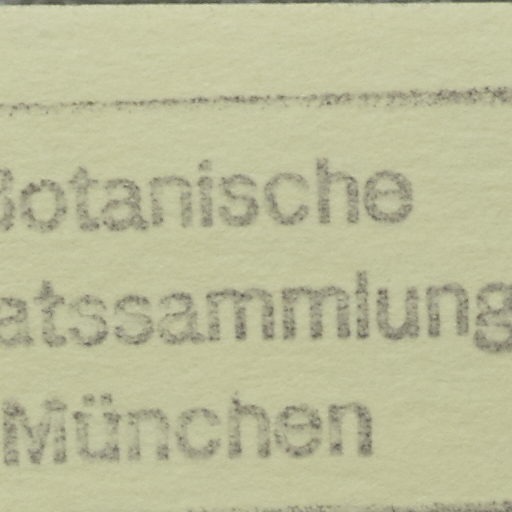 Botanische
atssammlung
München